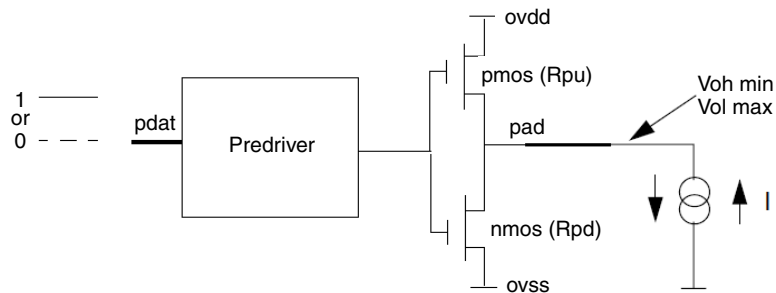 ovdd
pmos (Rpu)
Voh min
Vol max
1
or
0
pdat
Predriver
pad
I
nmos (Rpd)
ovss